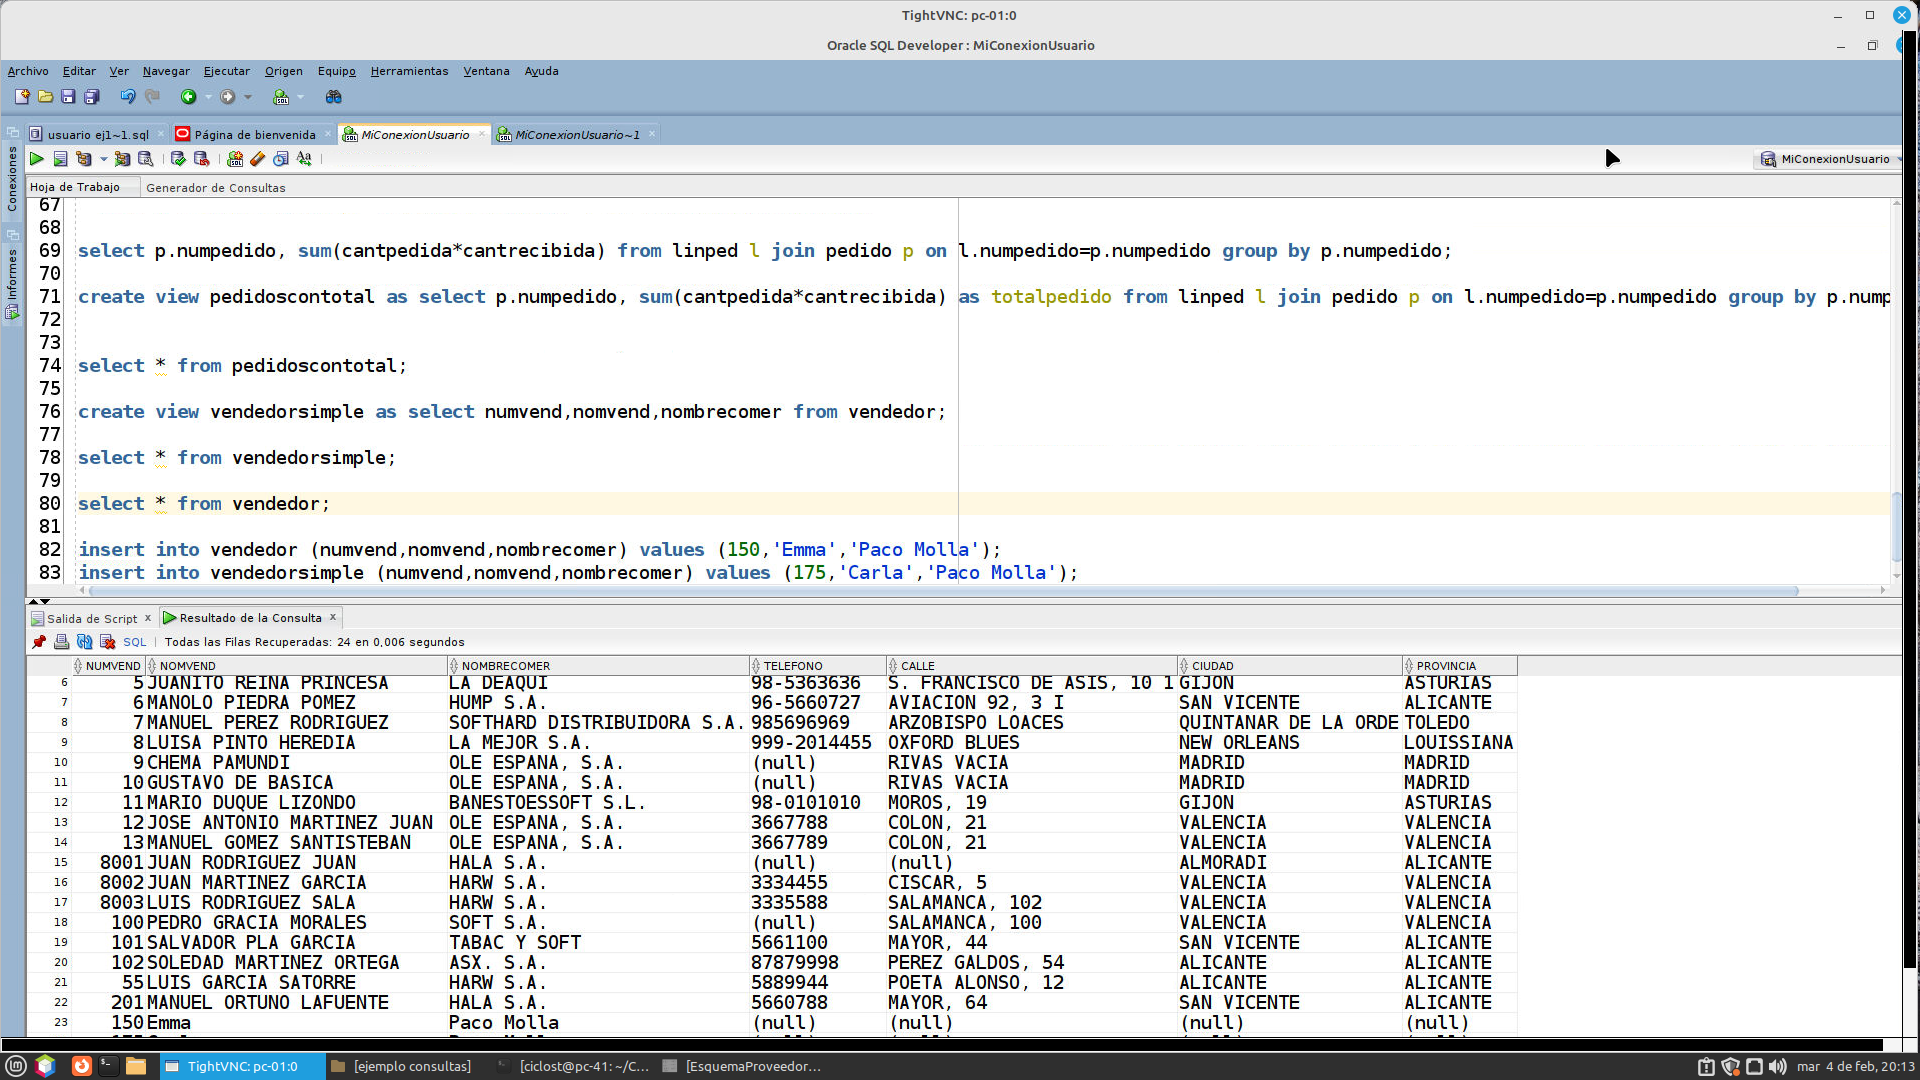 TightVNC: pc-01:0
Oracle SQL Developer : MiConexionUsuario
Archivo Editar Ver Navegar Ejecutar Origen Equipo Herramientas Ventana Ayuda
usuario ej1~1.sql Página de bienvenida MiConexionUsuario MiConexionUsuario~1
MiConexionUsuario
Conexiones
Informes
Hoja de Trabajo Generador de Consultas
67
68
69 select p.numpedido, sum(cantpedida*cantrecibida) from linped l join pedido p on l.numpedido=p.numpedido group by p.numpedido;
70
71 create view pedidoscontotal as select p.numpedido, sum(cantpedida*cantrecibida) as totalpedido from linped l join pedido p on l.numpedido=p.numpedido group by p.nump
72
73
74 select * from pedidoscontotal;
75
76 create view vendedorsimple as select numvend,nomvend,nombrecomer from vendedor;
77
78 select * from vendedorsimple;
79
80 select * from vendedor;
81
82 insert into vendedor (numvend,nomvend,nombrecomer) values (150,'Emma','Paco Molla');
83 insert into vendedorsimple (numvend,nomvend,nombrecomer) values (175,'Carla','Paco Molla');
Salida de Script x Resultado de la Consulta x
SQL | Todas las Filas Recuperadas: 24 en 0,006 segundos
NUMVEND NOMVEND NOMBRECOMER TELEFONO CALLE CIUDAD PROVINCIA
6 5 JUANITO REINA PRINCESA LA DEAQUI 98-5363636 S. FRANCISCO DE ASIS, 10 1 GIJON ASTURIAS
7 6 MANOLO PIEDRA POMEZ HUMP S.A. 96-5660727 AVIACION 92, 3 I SAN VICENTE ALICANTE
8 7 MANUEL PEREZ RODRIGUEZ SOFTHARD DISTRIBUIDORA S.A. 985696969 ARZOBISPO LOACES QUINTANAR DE LA ORDE TOLEDO
9 8 LUISA PINTO HEREDIA LA MEJOR S.A. 999-2014455 OXFORD BLUES NEW ORLEANS LOUISSIANA
10 9 CHEMA PAMUNDI OLE ESPANA, S.A. (null) RIVAS VACIA MADRID MADRID
11 10 GUSTAVO DE BASICA OLE ESPANA, S.A. (null) RIVAS VACIA MADRID MADRID
12 11 MARIO DUQUE LIZONDO BANESTOESSOFT S.L. 98-0101010 MOROS, 19 GIJON ASTURIAS
13 12 JOSE ANTONIO MARTINEZ JUAN OLE ESPANA, S.A. 3667788 COLON, 21 VALENCIA VALENCIA
14 13 MANUEL GOMEZ SANTISTEBAN OLE ESPANA, S.A. 3667789 COLON, 21 VALENCIA VALENCIA
15 8001 JUAN RODRIGUEZ JUAN HALA S.A. (null) (null) ALMORADI ALICANTE
16 8002 JUAN MARTINEZ GARCIA HARW S.A. 3334455 CISCAR, 5 VALENCIA VALENCIA
17 8003 LUIS RODRIGUEZ SALA HARW S.A. 3335588 SALAMANCA, 102 VALENCIA VALENCIA
18 100 PEDRO GRACIA MORALES SOFT S.A. (null) SALAMANCA, 100 VALENCIA VALENCIA
19 101 SALVADOR PLA GARCIA TABAC Y SOFT 5661100 MAYOR, 44 SAN VICENTE ALICANTE
20 102 SOLEDAD MARTINEZ ORTEGA ASX. S.A. 87879998 PEREZ GALDOS, 54 ALICANTE ALICANTE
21 55 LUIS GARCIA SATORRE HARW S.A. 5889944 POETA ALONSO, 12 ALICANTE ALICANTE
22 201 MANUEL ORTUNO LAFUENTE HALA S.A. 5660788 MAYOR, 64 SAN VICENTE ALICANTE
23 150 Emma Paco Molla (null) (null) (null) (null)
TightVNC: pc-01:0 [ejemplo consultas] [ciclost@pc-41: ~/C... [EsquemaProveedor... mar 4 de feb, 20:13